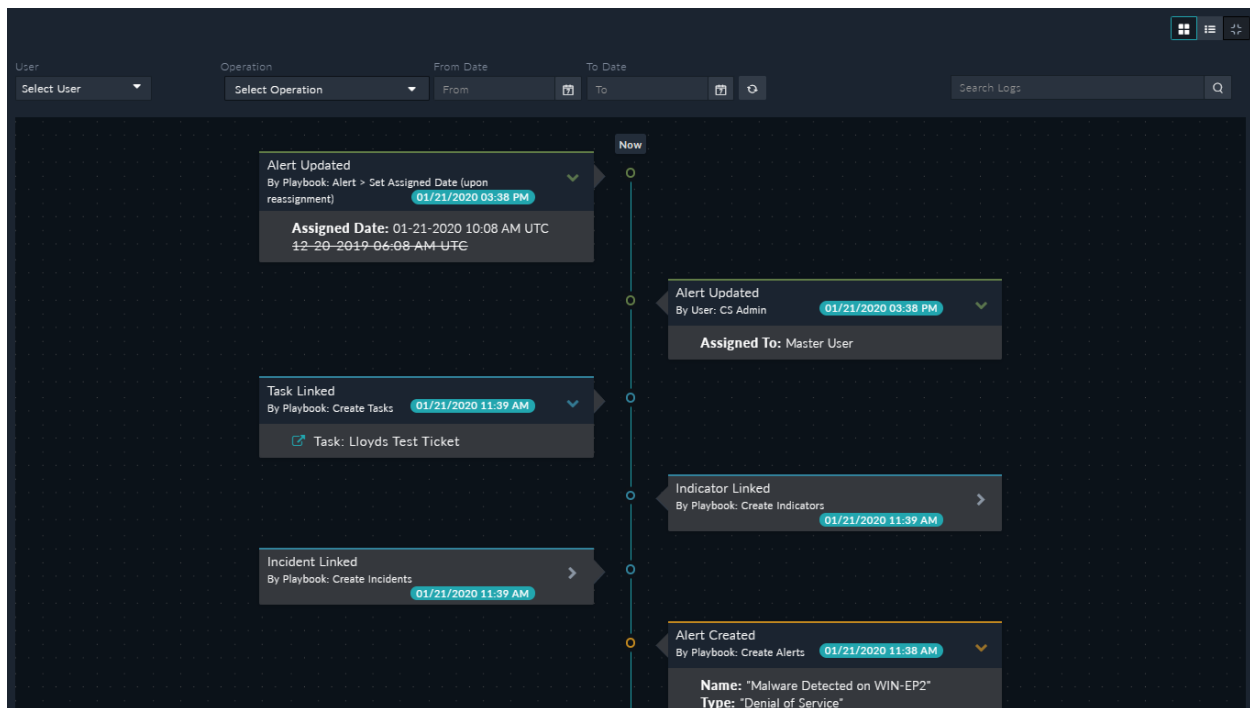 User
Operation
From Date
To Date
Select User
Select Operation
From
To
Search Logs
Now
Alert Updated
By Playbook: Alert > Set Assigned Date (upon
reassignment)
01/21/2020 03:38 PM
Assigned Date: 01-21-2020 10:08 AM UTC
12-20-2019 06:08 AM UTC
Alert Updated
By User: CS Admin
01/21/2020 03:38 PM
Assigned To: Master User
Task Linked
By Playbook: Create Tasks
01/21/2020 11:39 AM
Task: Lloyds Test Ticket
Indicator Linked
By Playbook: Create Indicators
01/21/2020 11:39 AM
Incident Linked
By Playbook: Create Incidents
01/21/2020 11:39 AM
Alert Created
By Playbook: Create Alerts
01/21/2020 11:38 AM
Name: "Malware Detected on WIN-EP2"
Type: "Denial of Service"